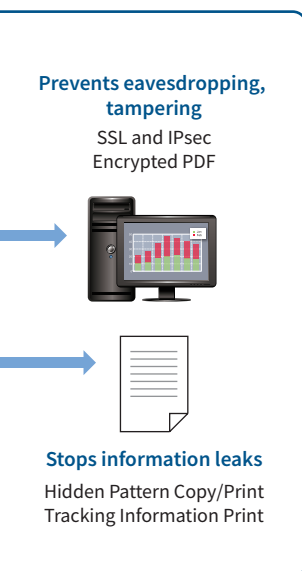 Prevents eavesdropping,
tampering
SSL and IPsec
Encrypted PDF
Stops information leaks
Hidden Pattern Copy/Print
Tracking Information Print